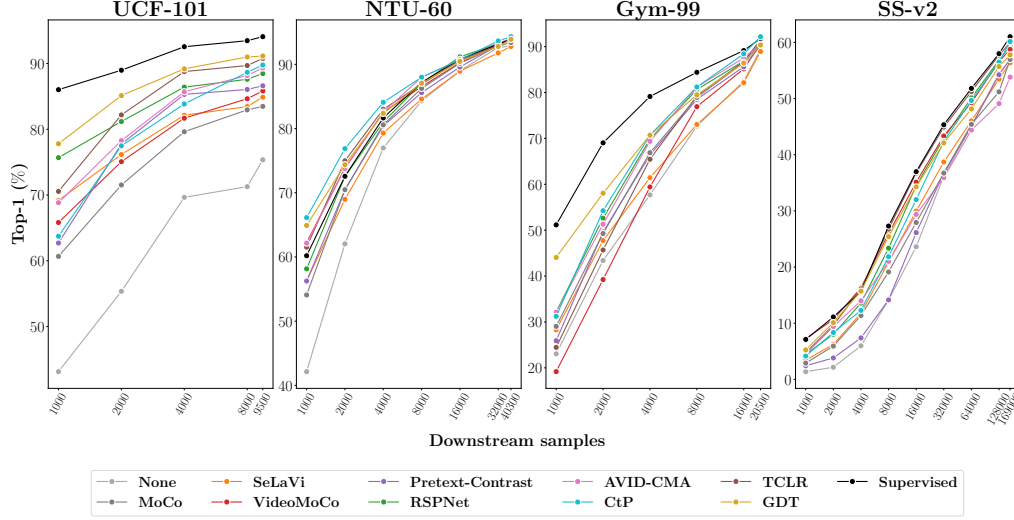 UCF-101 NTU-60 Gym-99 SS-v2
Top-1 (%)
90
80
70
60
50
1000 2000 4000 8000 9500
90
80
70
60
50
40
1000 2000 4000 8000 16000 32000 40300
90
80
70
60
50
40
30
20
1000 2000 4000 8000 16000 20500
60
50
40
30
20
10
0
1000 2000 4000 8000 16000 32000 64000 128000 169000
Downstream samples
None SeLaVi Pretext-Contrast AVID-CMA TCLR Supervised
MoCo VideoMoCo RSPNet CtP GDT